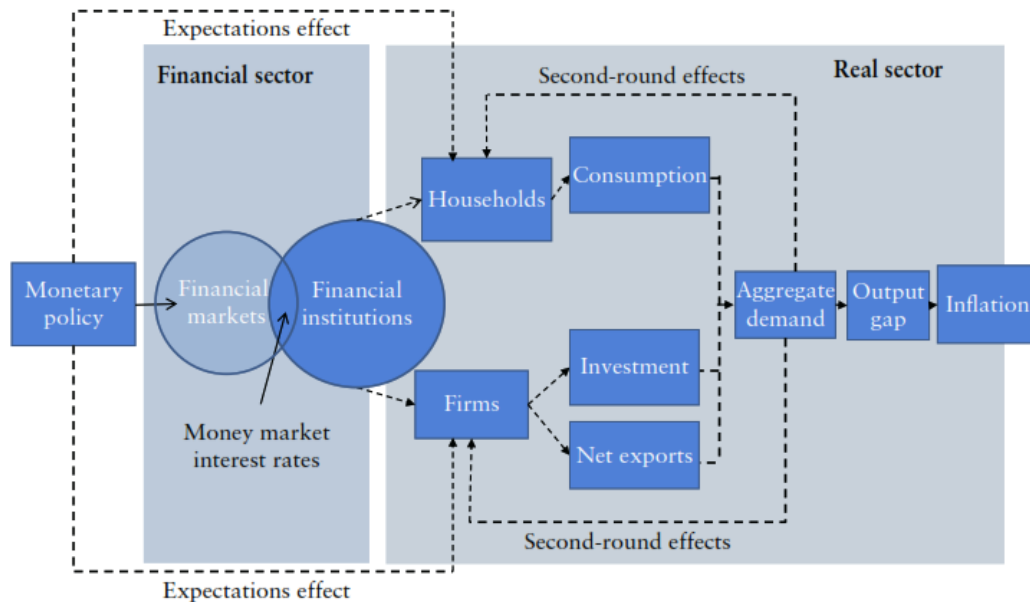 Expectations effect
Financial sector
Real sector
Second-round effects
Households
Consumption
Monetary
policy
Financial
markets
Financial
institutions
Aggregate
demand
Output
gap
Inflation
Investment
Firms
Net exports
Money market
interest rates
Second-round effects
Expectations effect